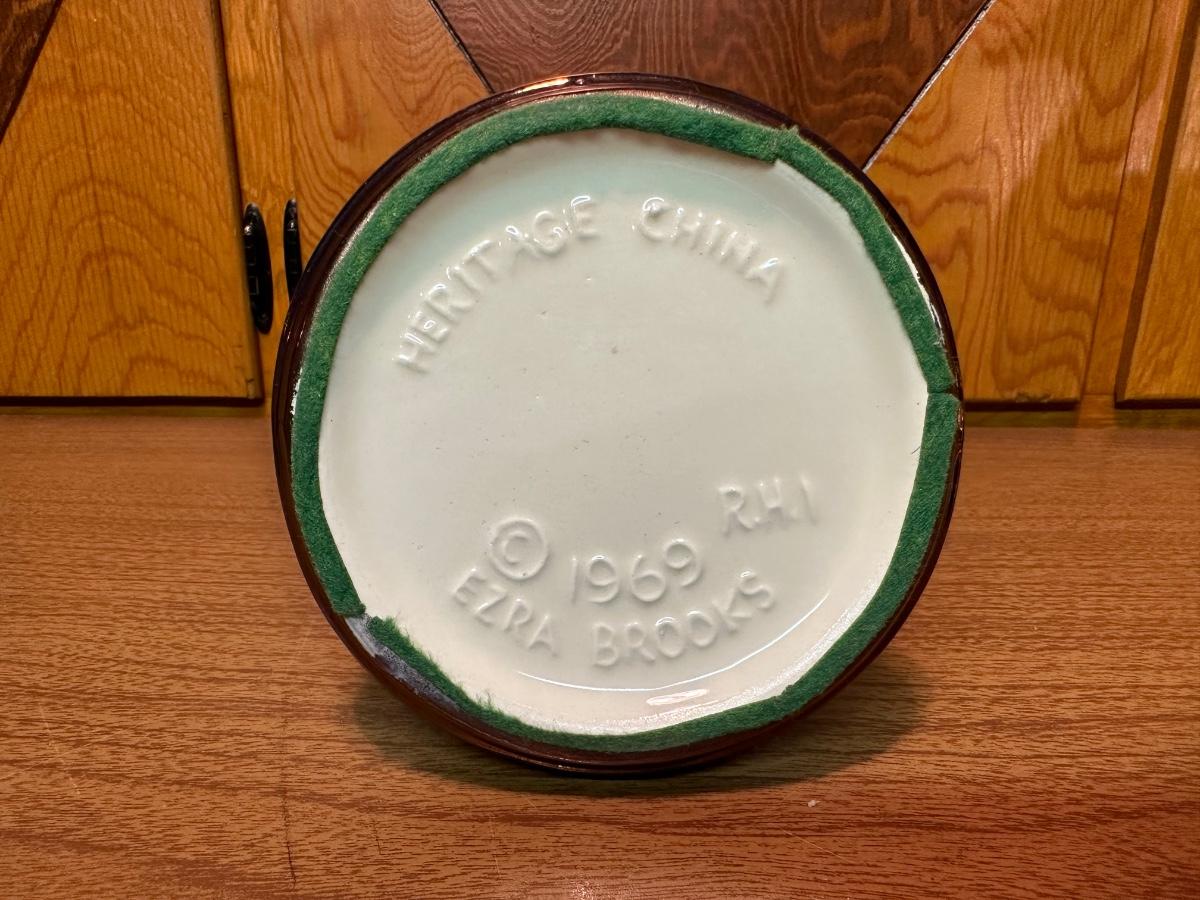 HERITAGE CHINA
R.H.I
© 1969
EZRA BROOKS